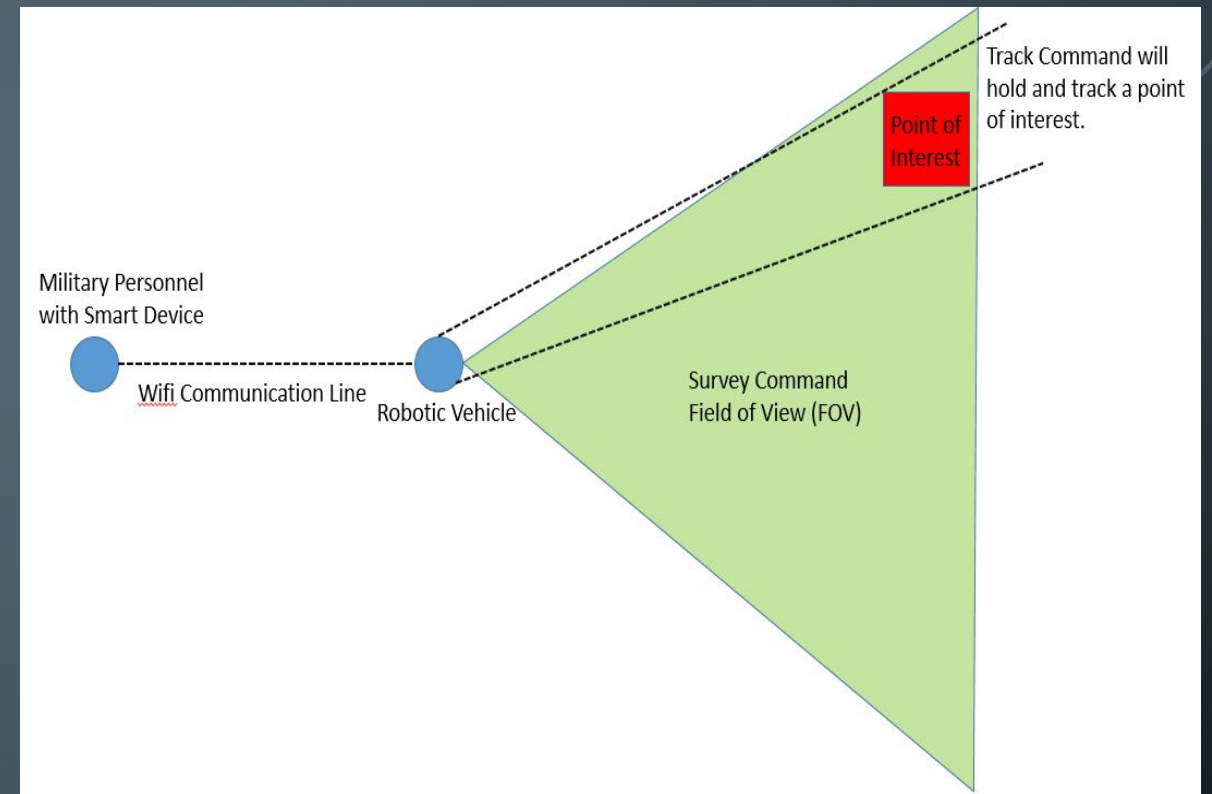 Track Command will
hold and track a point
of interest.
Point of
Interest
Military Personnel
with Smart Device
Wifi Communication Line
Robotic Vehicle
Survey Command
Field of View (FOV)